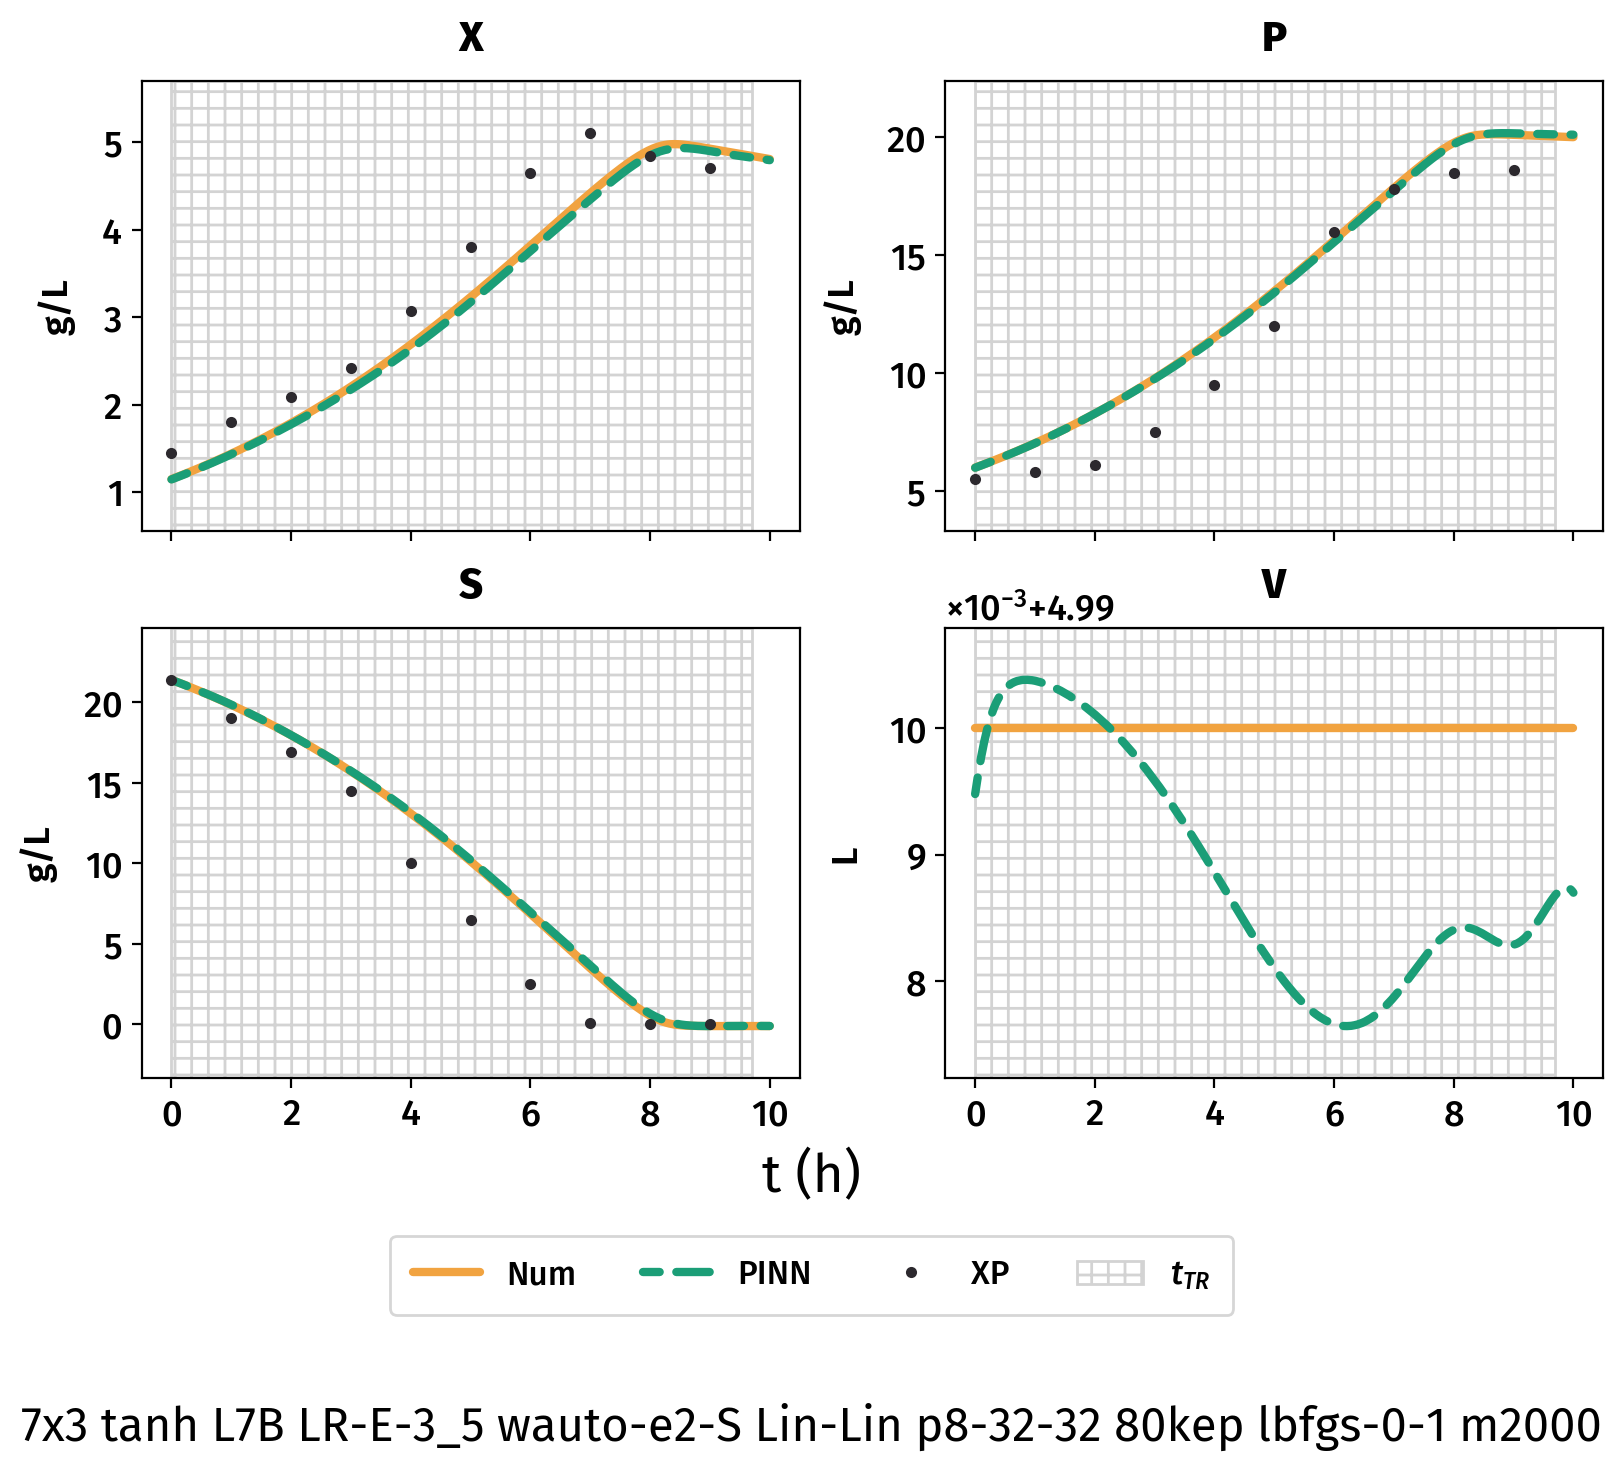 X
P
g/L
5
4
3
2
1
g/L
20
15
10
5
S
V
×10⁻³+4.99
g/L
20
15
10
5
0
L
10
9
8
0 2 4 6 8 10
0 2 4 6 8 10
t (h)
Num PINN XP t_TR
7x3 tanh L7B LR-E-3_5 wauto-e2-S Lin-Lin p8-32-32 80kep lbfgs-0-1 m2000